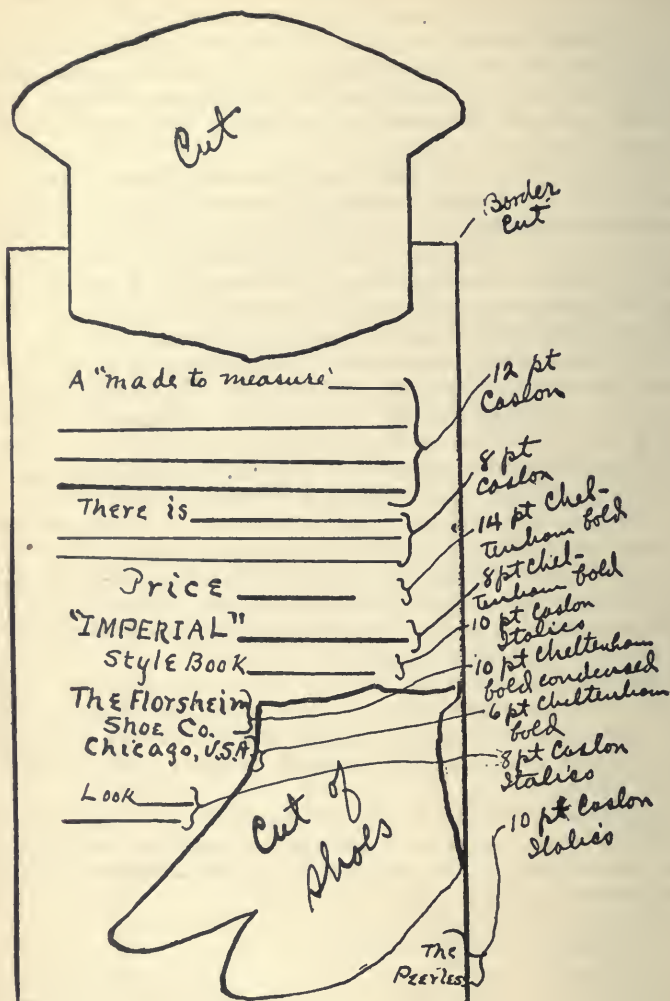 Cut
Border
Cut
A "made to measure"
12 pt
Caslon
8 pt
Caslon
There is
14 pt Chel-
tenham bold
Price
8 pt Chel-
tenham bold
"IMPERIAL"
10 pt Caslon
Italics
Style Book
10 pt Cheltenham
bold condensed
The Florsheim
Shoe Co.
6 pt Cheltenham
bold
Chicago, U.S.A.
8 pt Caslon
Italics
Look
Cut of
Shoes
10 pt Caslon
Italics
The
Peerless